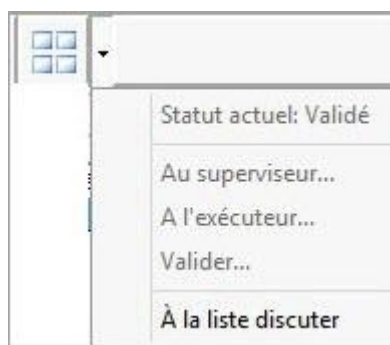 Statut actuel: Validé
Au superviseur...
A l'exécuteur...
Valider...
À la liste discuter